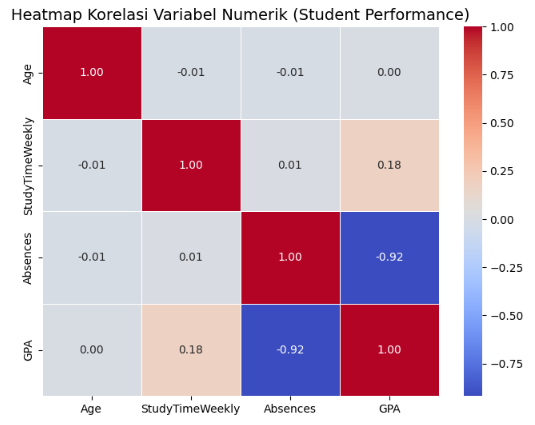 Heatmap Korelasi Variabel Numerik (Student Performance)
Age
1.00
-0.01
-0.01
0.00
StudyTimeWeekly
-0.01
1.00
0.01
0.18
Absences
-0.01
0.01
1.00
-0.92
GPA
0.00
0.18
-0.92
1.00
Age
StudyTimeWeekly
Absences
GPA
1.00
0.75
0.50
0.25
0.00
−0.25
−0.50
−0.75